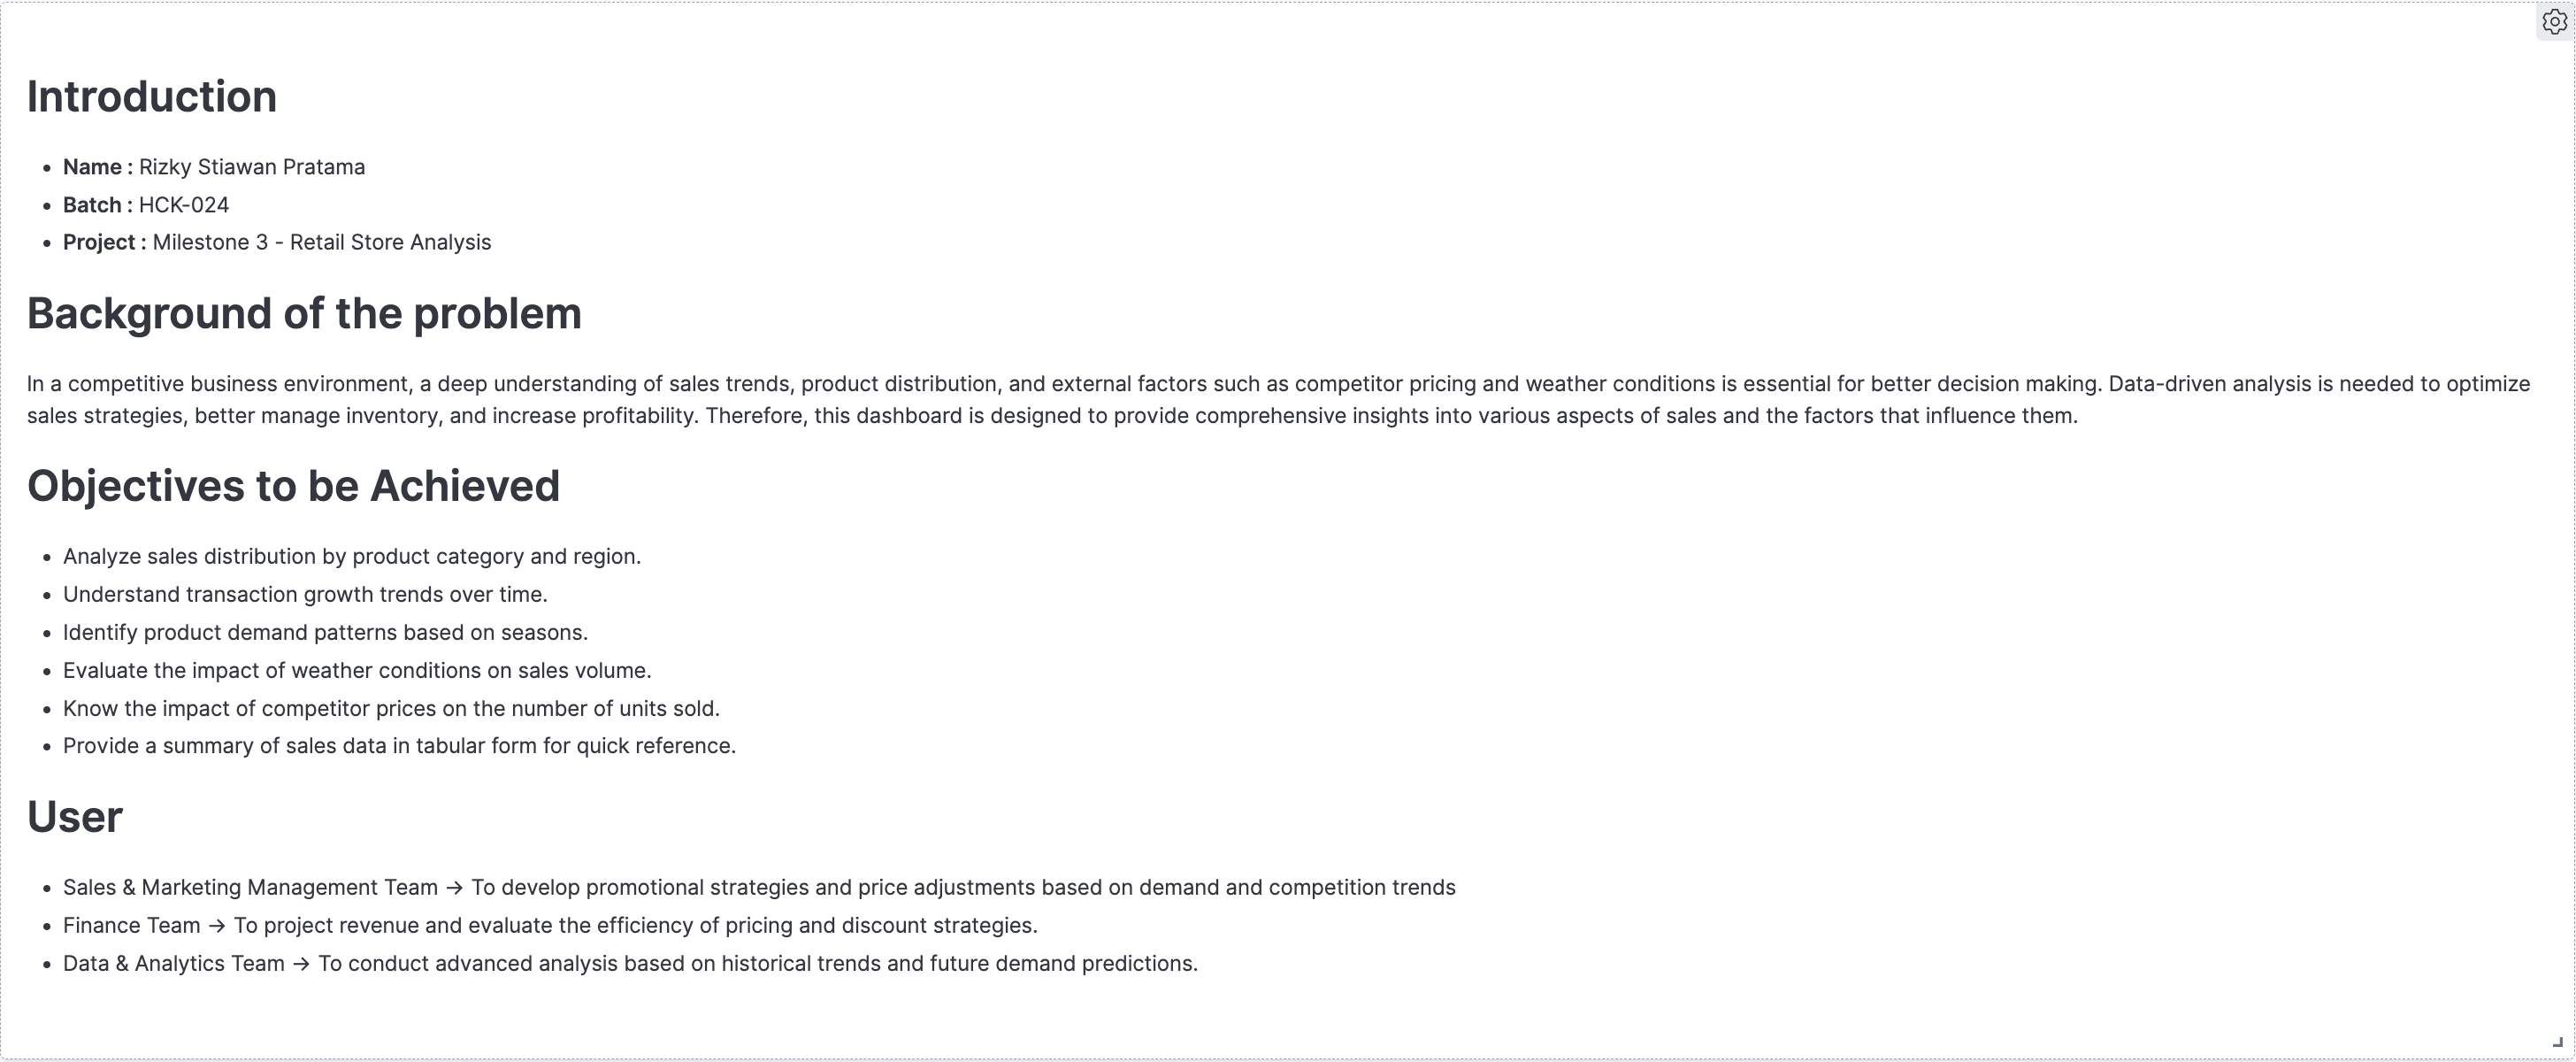 Introduction
• Name : Rizky Stiawan Pratama
• Batch : HCK-024
• Project : Milestone 3 - Retail Store Analysis
Background of the problem
In a competitive business environment, a deep understanding of sales trends, product distribution, and external factors such as competitor pricing and weather conditions is essential for better decision making. Data-driven analysis is needed to optimize
sales strategies, better manage inventory, and increase profitability. Therefore, this dashboard is designed to provide comprehensive insights into various aspects of sales and the factors that influence them.
Objectives to be Achieved
• Analyze sales distribution by product category and region.
• Understand transaction growth trends over time.
• Identify product demand patterns based on seasons.
• Evaluate the impact of weather conditions on sales volume.
• Know the impact of competitor prices on the number of units sold.
• Provide a summary of sales data in tabular form for quick reference.
User
• Sales & Marketing Management Team → To develop promotional strategies and price adjustments based on demand and competition trends
• Finance Team → To project revenue and evaluate the efficiency of pricing and discount strategies.
• Data & Analytics Team → To conduct advanced analysis based on historical trends and future demand predictions.